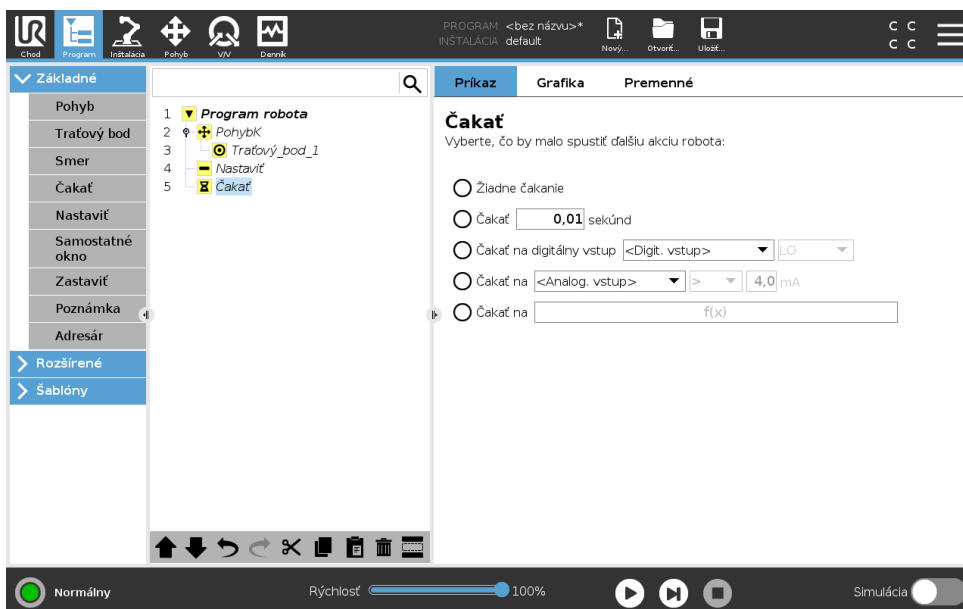 PROGRAM <bez názvu>*
INŠTALÁCIA default
Chod Program Inštalácia Pohyb V/V Denník Nový... Otvoriť... Uložiť...
C C
C C
Základné
Pohyb
Traťový bod
Smer
Čakať
Nastaviť
Samostatné
okno
Zastaviť
Poznámka
Adresár
Rozšírené
Šablóny
1 Program robota
2 PohybK
3 Traťový_bod_1
4 Nastaviť
5 Čakať
Príkaz Grafika Premenné
Čakať
Vyberte, čo by malo spustiť ďalšiu akciu robota:
Žiadne čakanie
Čakať 0,01 sekúnd
Čakať na digitálny vstup <Digit. vstup> LO
Čakať na <Analog. vstup> > 4,0 mA
Čakať na f(x)
Normálny Rýchlosť 100% Simulácia